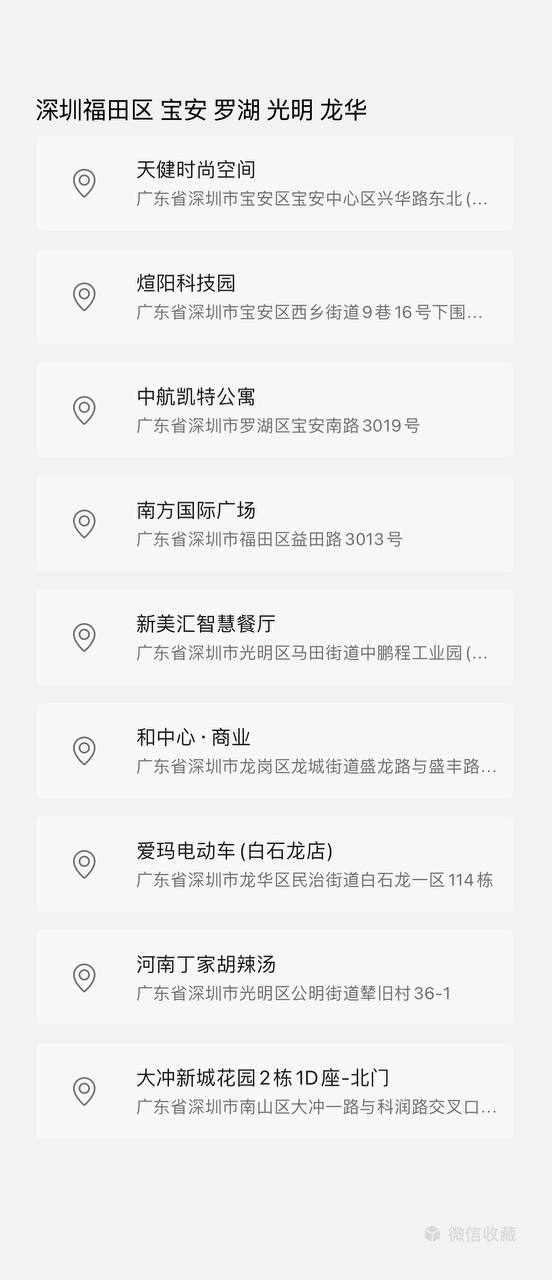 深圳福田区 宝安 罗湖 光明 龙华
天健时尚空间
广东省深圳市宝安区宝安中心区兴华路东北(...
煊阳科技园
广东省深圳市宝安区西乡街道9巷16号下围...
中航凯特公寓
广东省深圳市罗湖区宝安南路3019号
南方国际广场
广东省深圳市福田区益田路3013号
新美汇智慧餐厅
广东省深圳市光明区马田街道中鹏程工业园(...
和中心·商业
广东省深圳市龙岗区龙城街道盛龙路与盛丰路...
爱玛电动车(白石龙店)
广东省深圳市龙华区民治街道白石龙一区114栋
河南丁家胡辣汤
广东省深圳市光明区公明街道辇旧村36-1
大冲新城花园2栋1D座-北门
广东省深圳市南山区大冲一路与科润路交叉口...
微信收藏